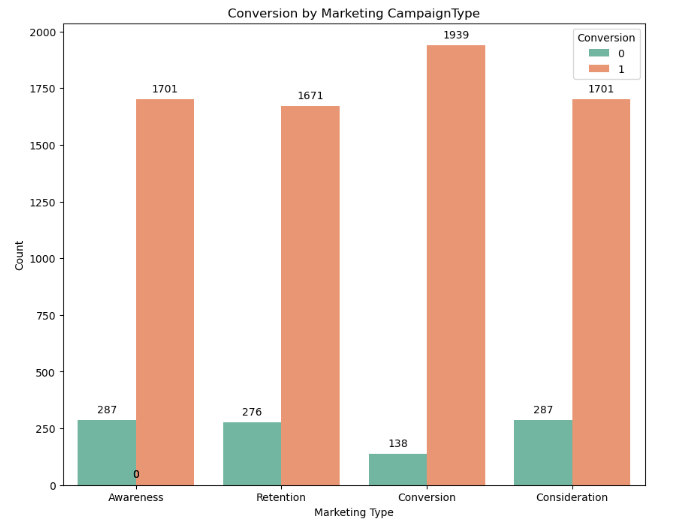 Conversion by Marketing CampaignType
Conversion
0
1
2000
1750
1500
1250
1000
750
500
250
0
Count
287
1701
276
1671
138
1939
287
1701
0
Awareness
Retention
Conversion
Consideration
Marketing Type